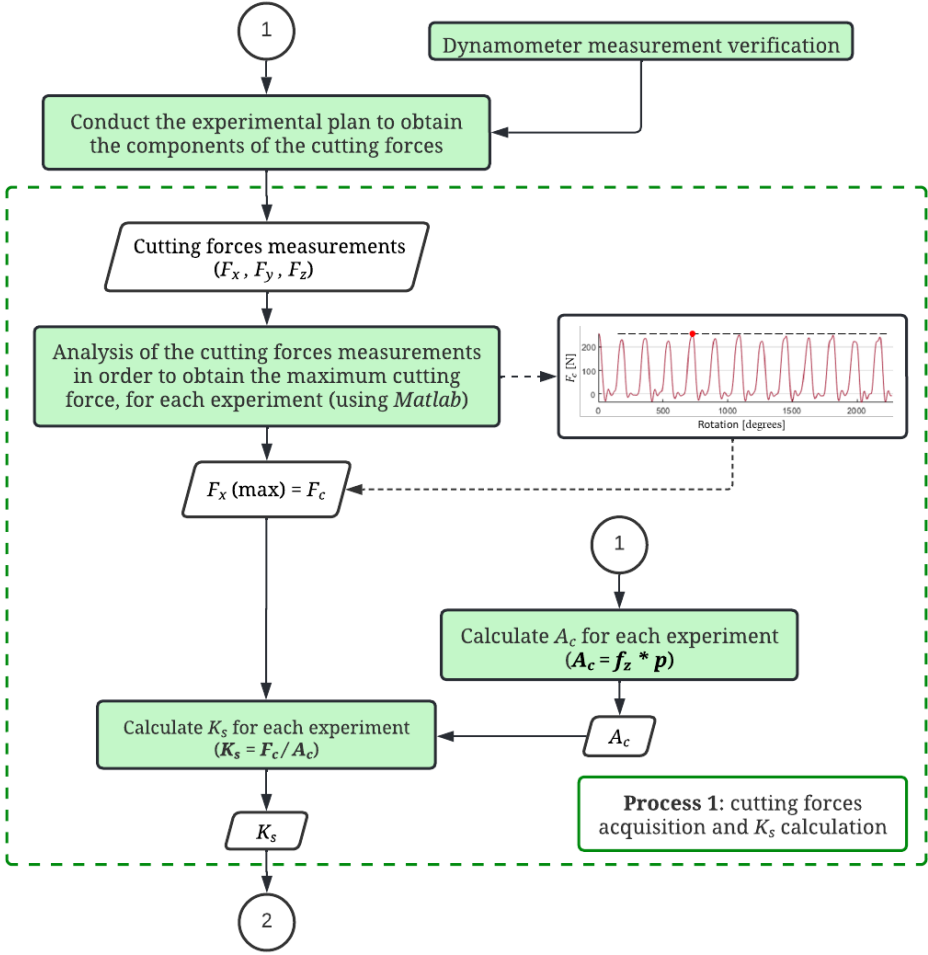 1
Dynamometer measurement verification
Conduct the experimental plan to obtain
the components of the cutting forces
Cutting forces measurements
(Fx , Fy , Fz)
Analysis of the cutting forces measurements
in order to obtain the maximum cutting
force, for each experiment (using Matlab)
Fc [N]
200
100
0
0 500 1000 1500 2000
Rotation [degrees]
Fx (max) = Fc
1
Calculate Ac for each experiment
(Ac = fz * p)
Calculate Ks for each experiment
(Ks = Fc / Ac)
Ac
Process 1: cutting forces
acquisition and Ks calculation
Ks
2